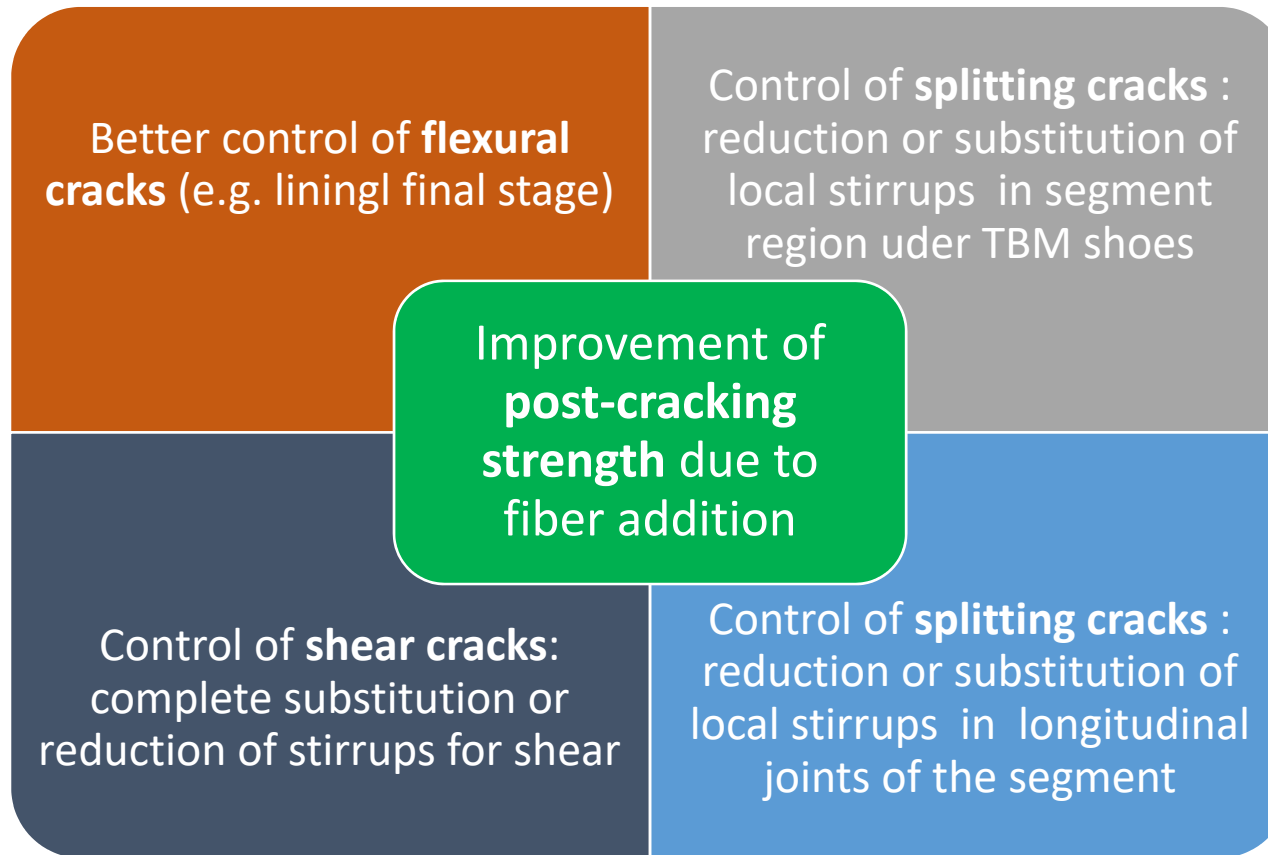 Better control of flexural
cracks (e.g. liningl final stage)
Control of splitting cracks :
reduction or substitution of
local stirrups in segment
region uder TBM shoes
Improvement of
post-cracking
strength due to
fiber addition
Control of shear cracks:
complete substitution or
reduction of stirrups for shear
Control of splitting cracks :
reduction or substitution of
local stirrups in longitudinal
joints of the segment